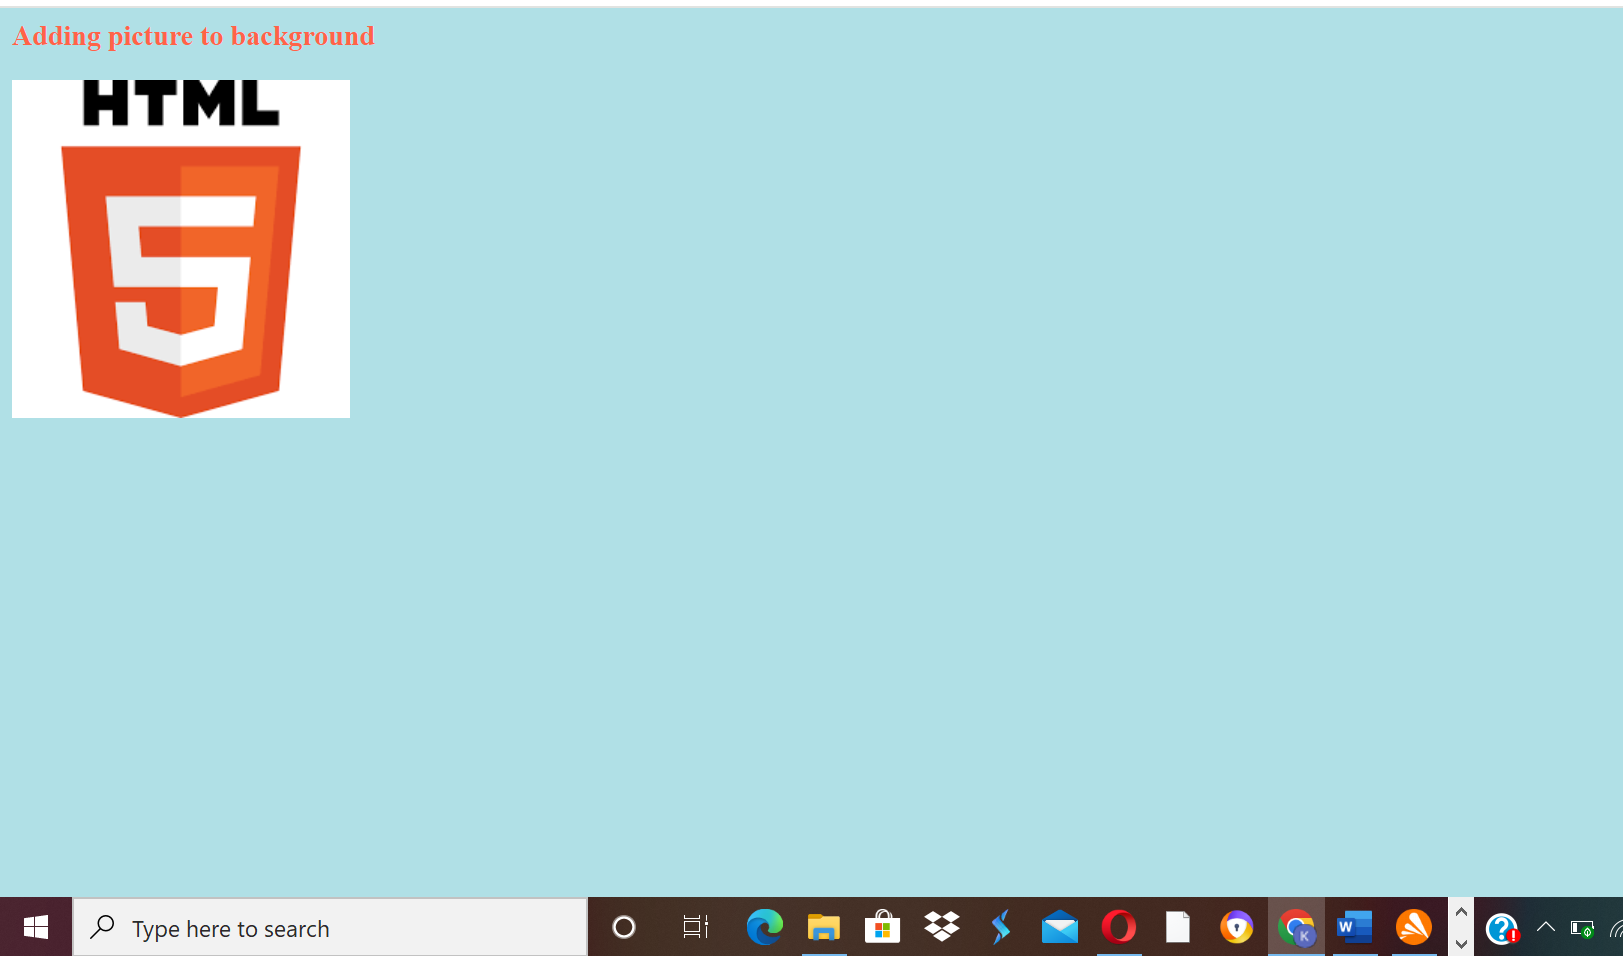 Adding picture to background
HTML
5
Type here to search
K
W